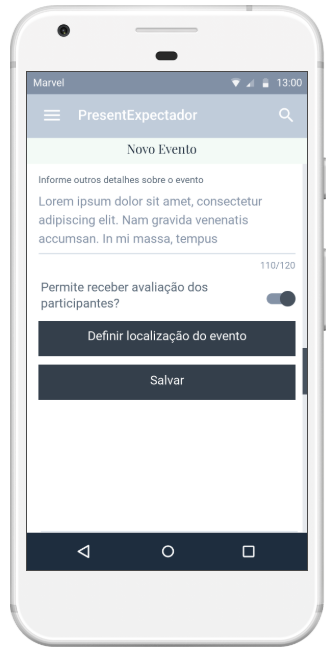 Marvel 13:00
PresentExpectador
Novo Evento
Informe outros detalhes sobre o evento
Lorem ipsum dolor sit amet, consectetur
adipiscing elit. Nam gravida venenatis
accumsan. In mi massa, tempus
110/120
Permite receber avaliação dos
participantes?
Definir localização do evento
Salvar